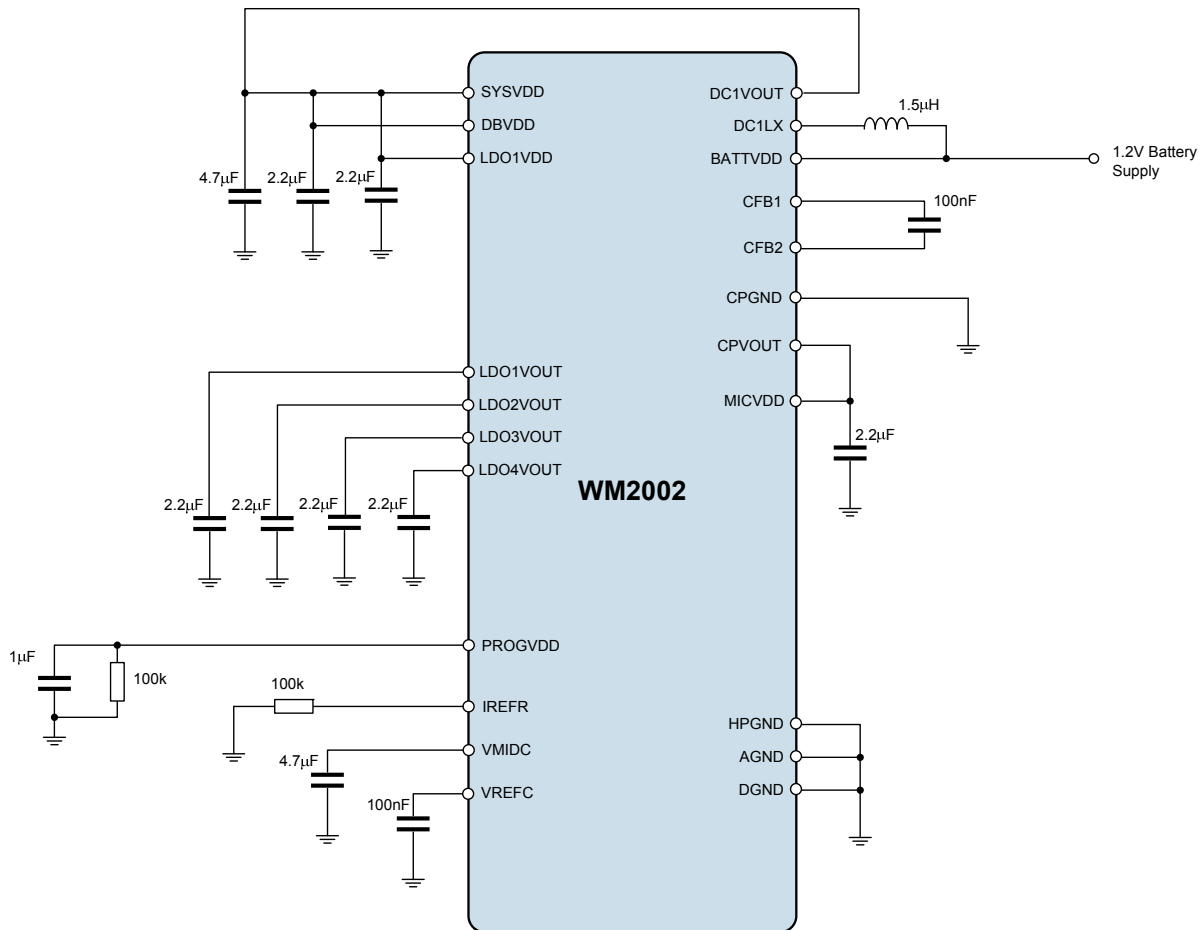 SYSVDD
DBVDD
LDO1VDD
4.7µF
2.2µF
2.2µF
LDO1VOUT
LDO2VOUT
LDO3VOUT
LDO4VOUT
2.2µF
2.2µF
2.2µF
2.2µF
PROGVDD
1µF
100k
100k
IREFR
VMIDC
4.7µF
VREFC
100nF
WM2002
DC1VOUT
1.5µH
DC1LX
BATTVDD
1.2V Battery
Supply
CFB1
100nF
CFB2
CPGND
CPVOUT
MICVDD
2.2µF
HPGND
AGND
DGND